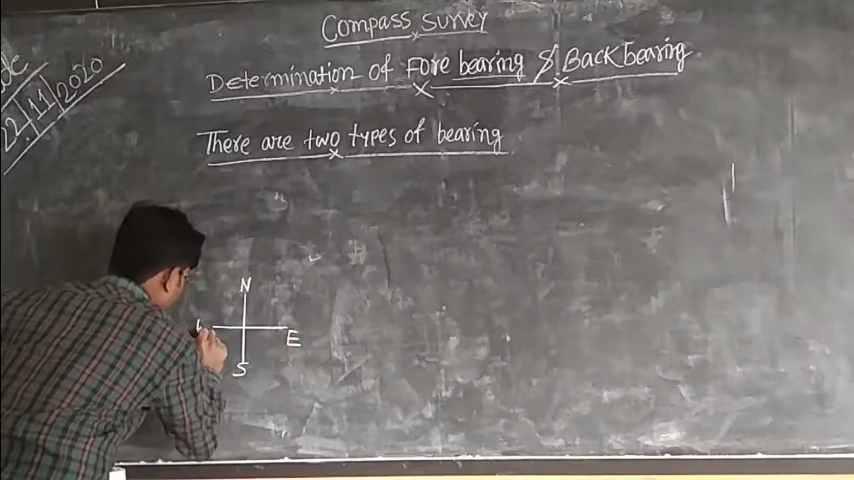 Compass survey
Determination of Fore bearing & Back bearing
22/11/2020
There are two types of bearing
N
E
S